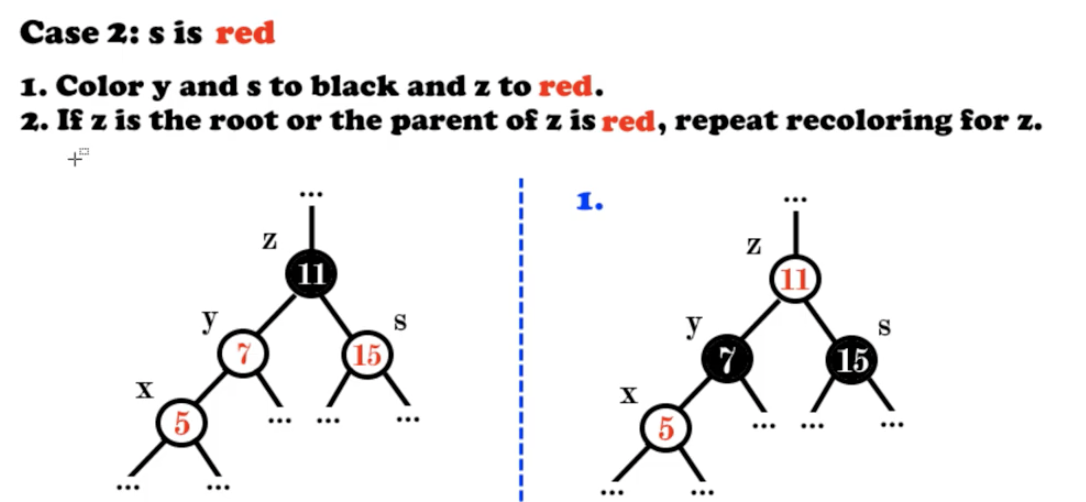 Case 2: s is red
1. Color y and s to black and z to red.
2. If z is the root or the parent of z is red, repeat recoloring for z.
1.
...
z
11
y
s
7
15
x
5
... ... ...
... ...
...
z
11
y
s
7
15
x
5
... ... ...
... ...